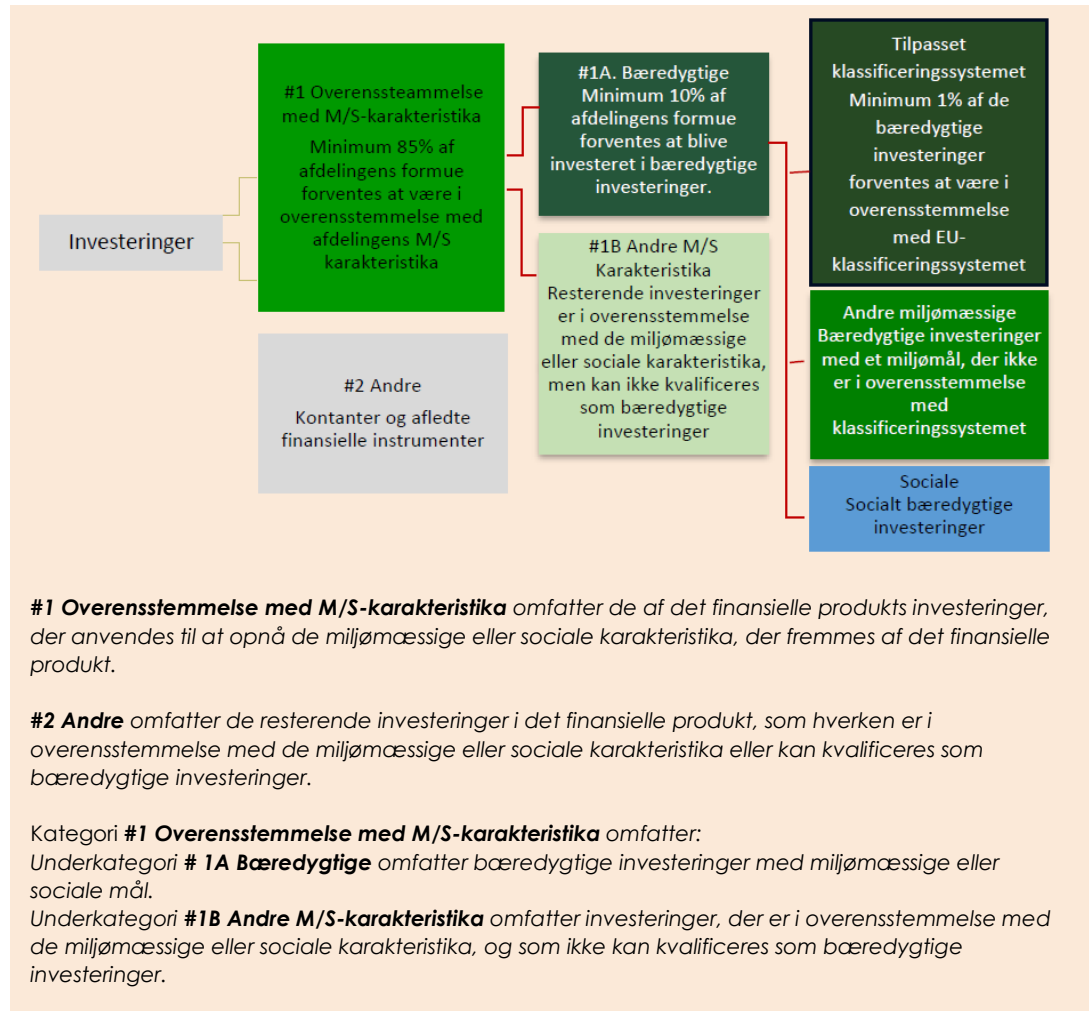 Investeringer
#1 Overenssteammelse
med M/S-karakteristika
Minimum 85% af
afdelingens formue
forventes at være i
overensstemmelse med
afdelingens M/S
karakteristika
#2 Andre
Kontanter og afledte
finansielle instrumenter
#1A. Bæredygtige
Minimum 10% af
afdelingens formue
forventes at blive
investeret i bæredygtige
investeringer.
#1B Andre M/S
Karakteristika
Resterende investeringer
er i overensstemmelse
med de miljømæssige
eller sociale karakteristika,
men kan ikke kvalificeres
som bæredygtige
investeringer
Tilpasset
klassificeringssystemet
Minimum 1% af de
bæredygtige
investeringer
forventes at være i
overensstemmelse
med EU-
klassificeringssystemet
Andre miljømæssige
Bæredygtige investeringer
med et miljømål, der ikke
er i overensstemmelse
med
klassificeringssystemet
Sociale
Socialt bæredygtige
investeringer
#1 Overensstemmelse med M/S-karakteristika omfatter de af det finansielle produkts investeringer,
der anvendes til at opnå de miljømæssige eller sociale karakteristika, der fremmes af det finansielle
produkt.
#2 Andre omfatter de resterende investeringer i det finansielle produkt, som hverken er i
overensstemmelse med de miljømæssige eller sociale karakteristika eller kan kvalificeres som
bæredygtige investeringer.
Kategori #1 Overensstemmelse med M/S-karakteristika omfatter:
Underkategori # 1A Bæredygtige omfatter bæredygtige investeringer med miljømæssige eller
sociale mål.
Underkategori #1B Andre M/S-karakteristika omfatter investeringer, der er i overensstemmelse med
de miljømæssige eller sociale karakteristika, og som ikke kan kvalificeres som bæredygtige
investeringer.